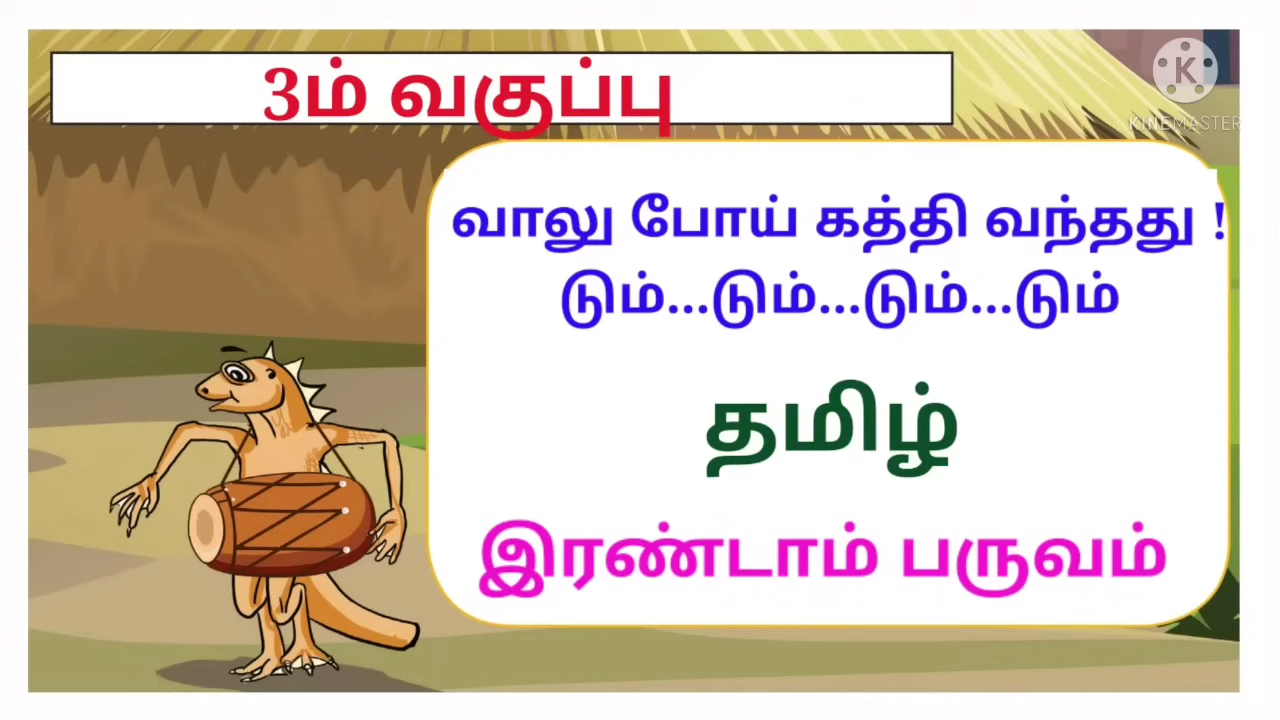 3ம் வகுப்பு
K
KINEMASTER
வாலு போய் கத்தி வந்தது !
டும்...டும்...டும்...டும்
தமிழ்
இரண்டாம் பருவம்